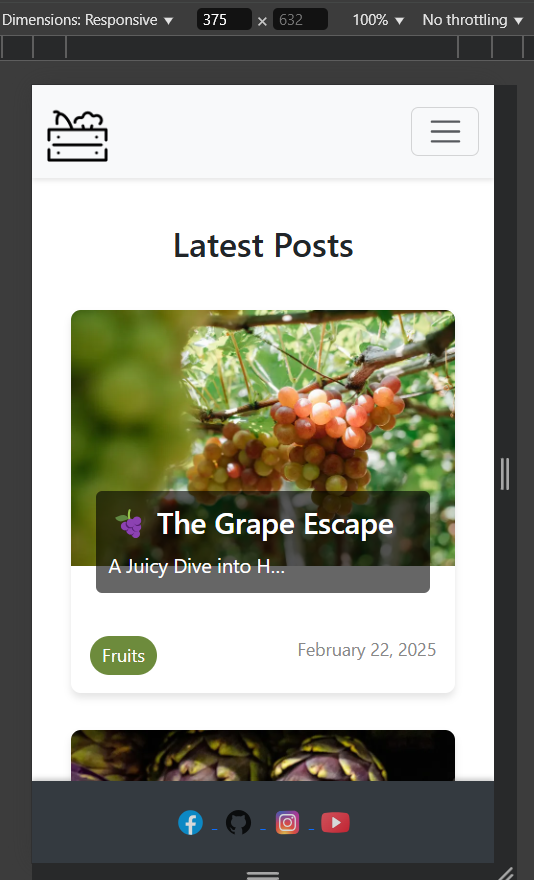 Dimensions: Responsive ▼ 375 × 632 100% ▼ No throttling ▼
Latest Posts
🍇 The Grape Escape
A Juicy Dive into H...
Fruits
February 22, 2025